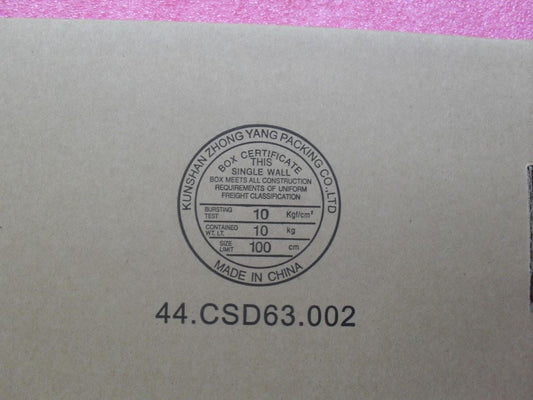 KUNSHAN ZHONG YANG PACKING CO.,LTD
BOX CERTIFICATE
THIS
SINGLE WALL
BOX MEETS ALL CONSTRUCTION
REQUIREMENTS OF UNIFORM
FREIGHT CLASSIFICATION
BURSTING TEST 10 Kgf/cm²
CONTAINED WT. LT. 10 kg
SIZE LIMIT 100 cm
MADE IN CHINA
44.CSD63.002